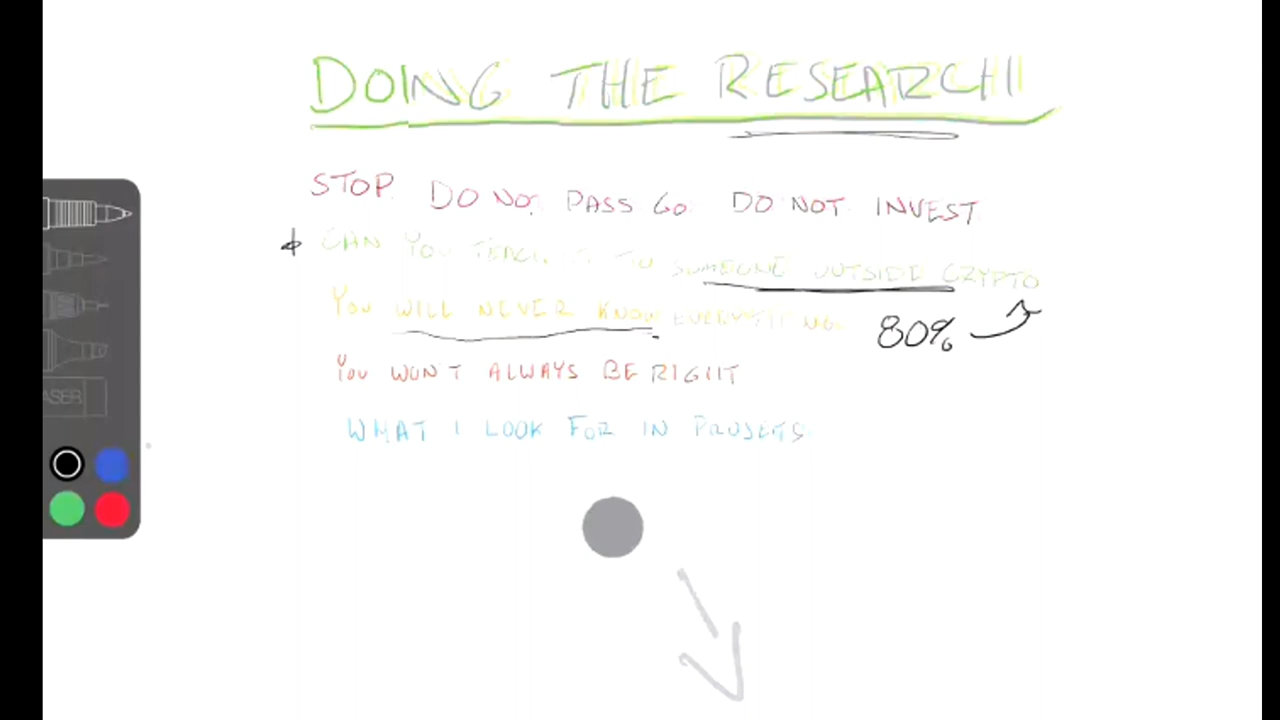 DOING THE RESEARCH
STOP. DO NOT PASS GO DO NOT INVEST
CAN YOU TEACH IT TO SOMEONE OUTSIDE CRYPTO
YOU WILL NEVER KNOW EVERYTHING.
80%
YOU WON'T ALWAYS BE RIGHT
WHAT I LOOK FOR IN PROJECTS
ASER